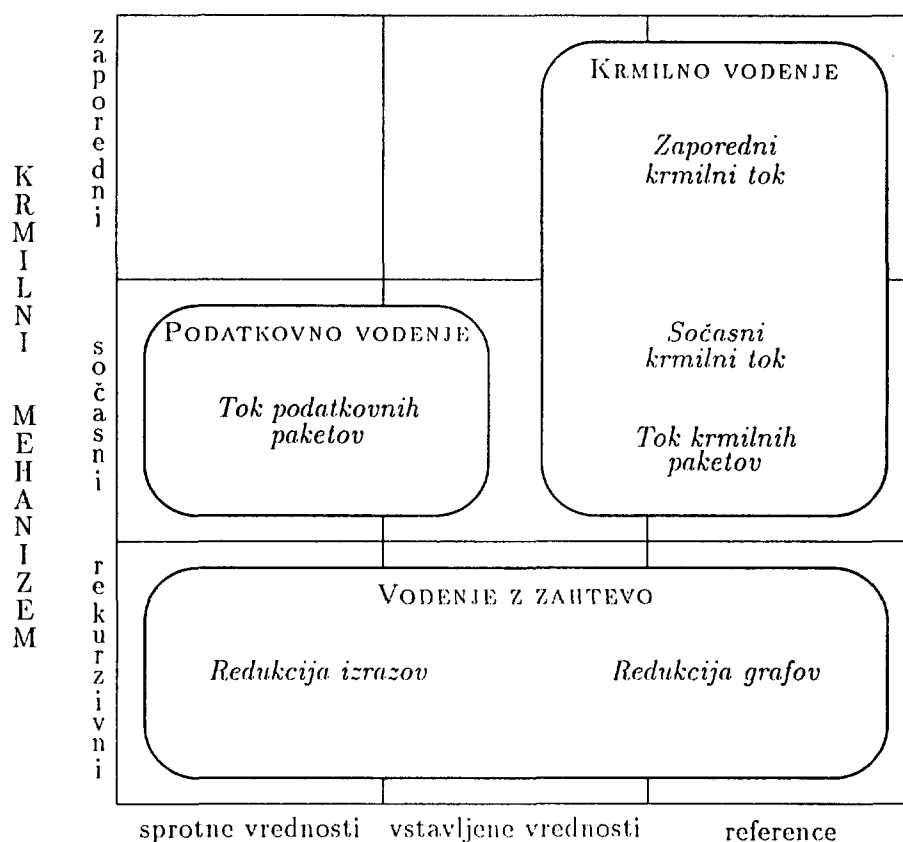 KRMILNI MEHANIZEM
zaporedni
KRMILNO VODENJE
Zaporedni
krmilni tok
sočasni
PODATKOVNO VODENJE
Tok podatkovnih
paketov
Sočasni
krmilni tok
Tok krmilnih
paketov
rekurzivni
VODENJE Z ZAHTEVO
Redukcija izrazov
Redukcija grafov
sprotne vrednosti
vstavljene vrednosti
reference